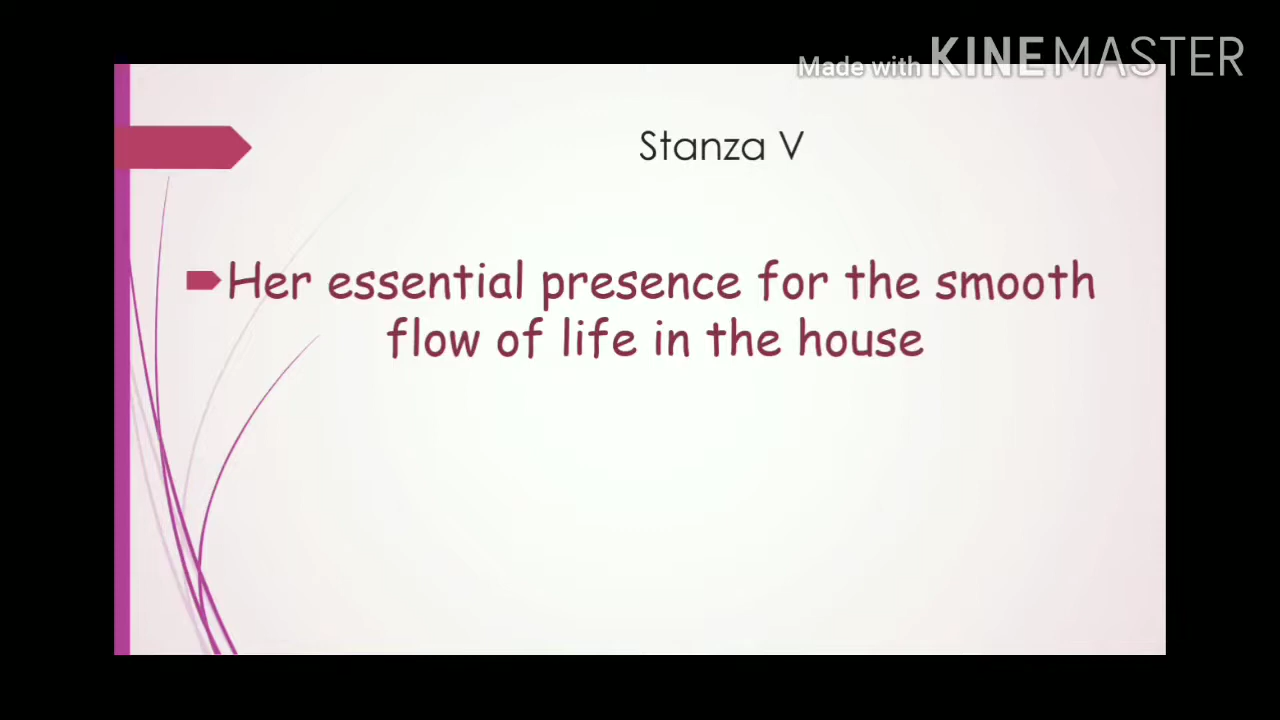 Made with KINEMASTER
Stanza V
Her essential presence for the smooth
flow of life in the house